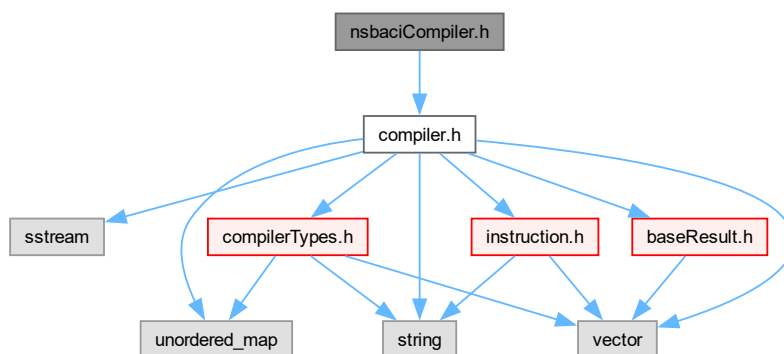 nsbaciCompiler.h
compiler.h
sstream
compilerTypes.h
instruction.h
baseResult.h
unordered_map
string
vector